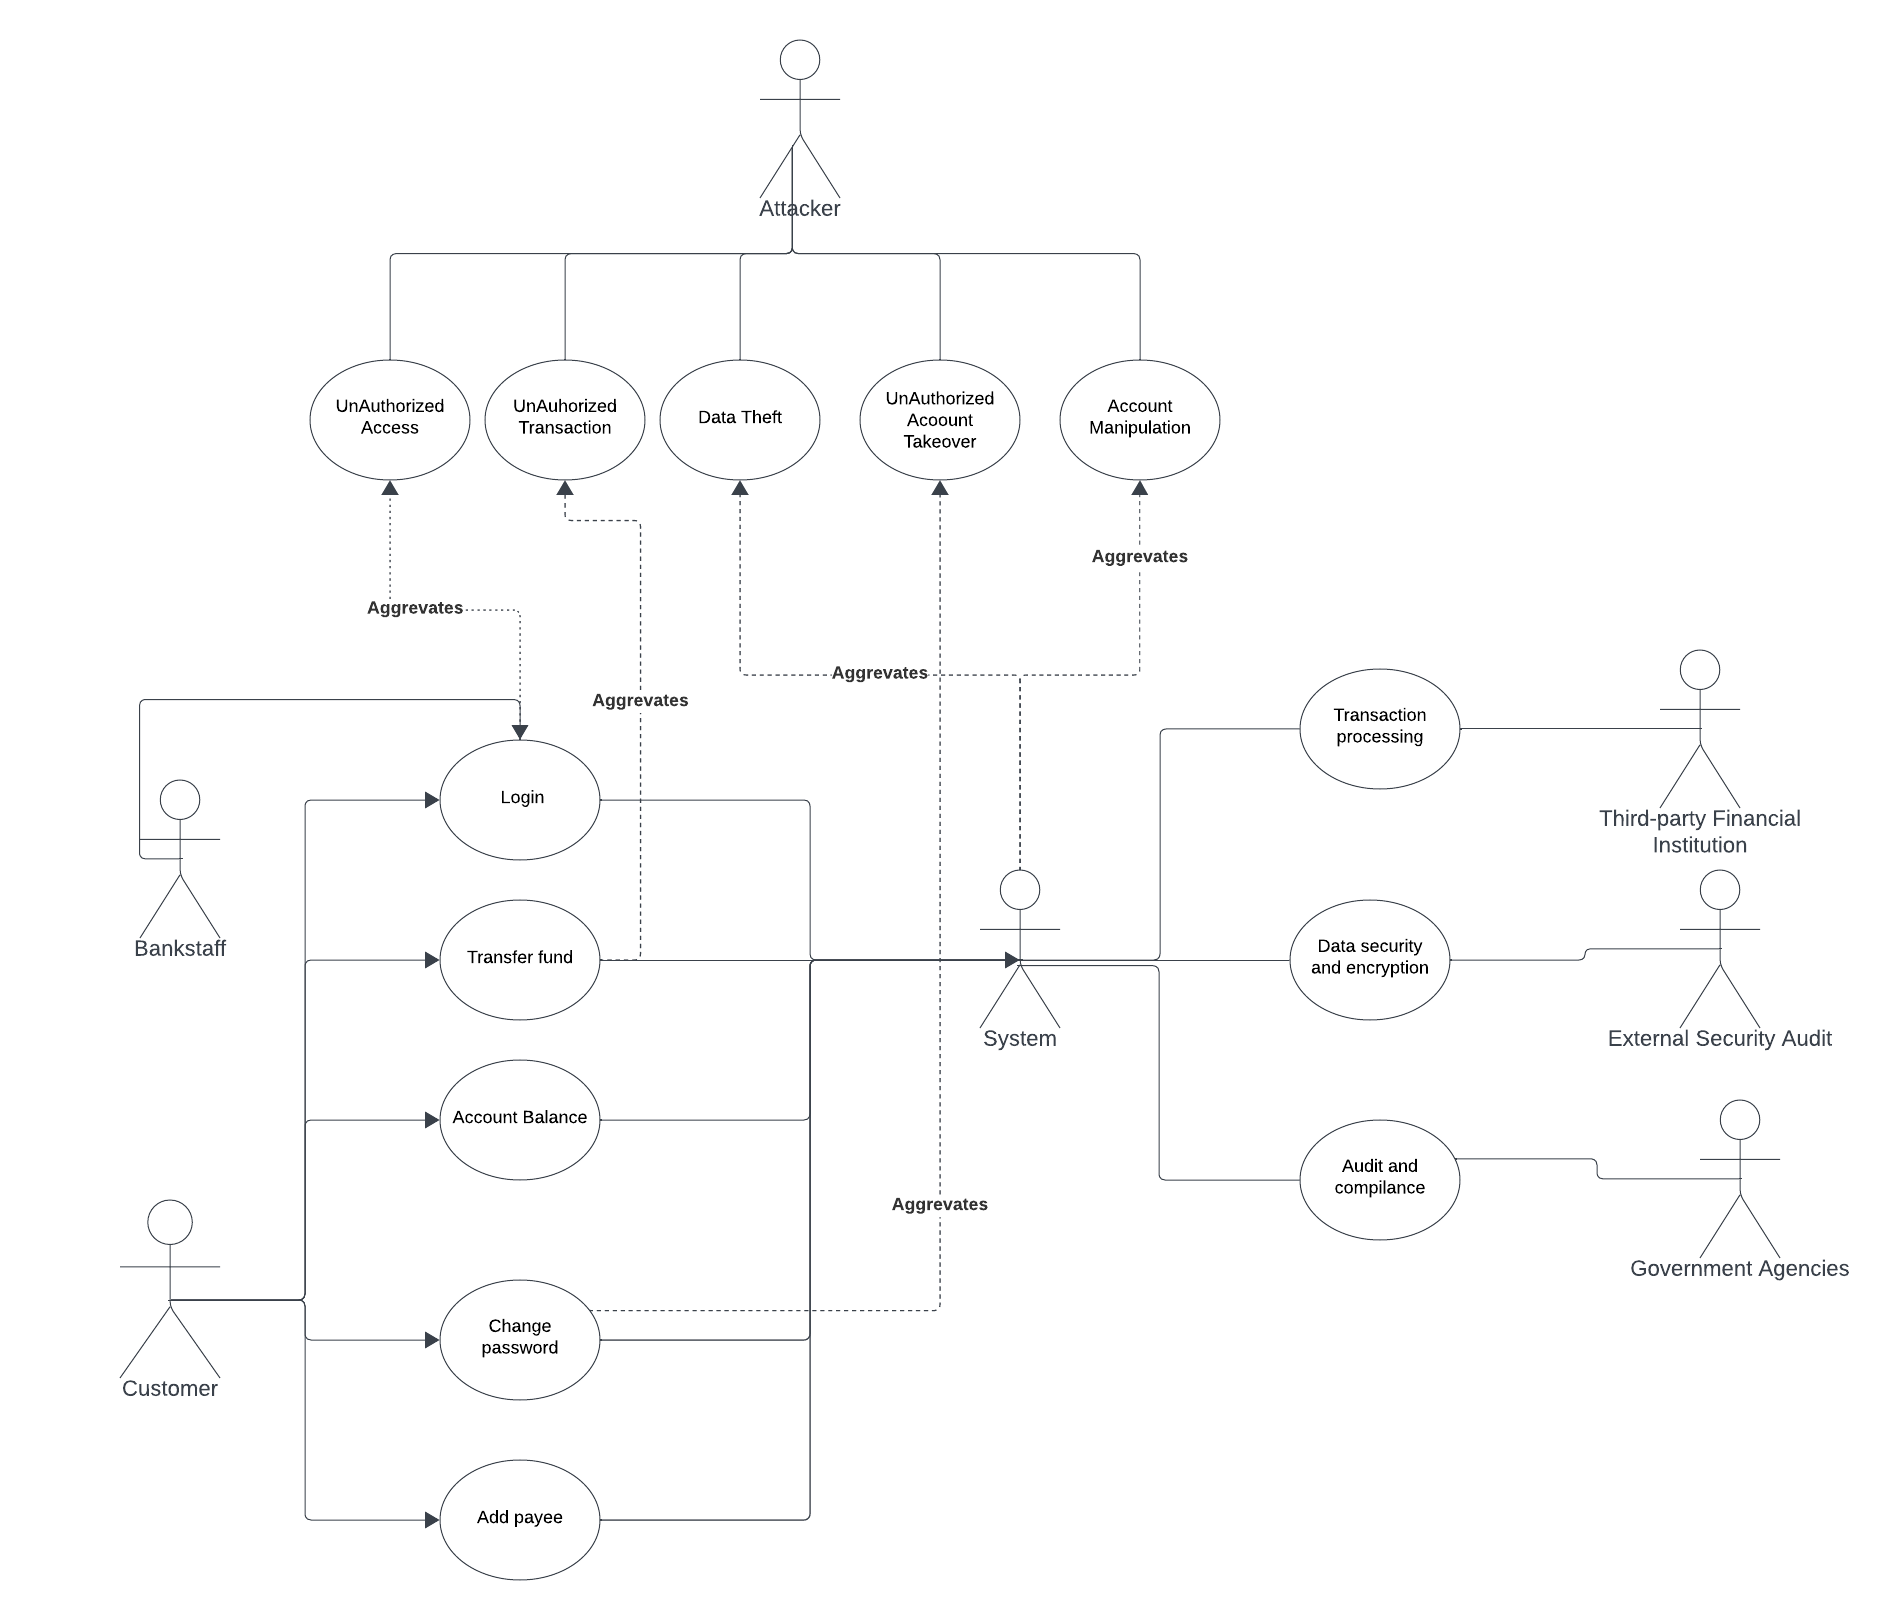 Attacker
UnAuthorized
Access
UnAuhorized
Transaction
Data Theft
UnAuthorized
Acoount
Takeover
Account
Manipulation
Aggrevates
Aggrevates
Aggrevates
Aggrevates
Transaction
processing
Third-party Financial
Institution
Login
Bankstaff
Transfer fund
System
Data security
and encryption
External Security Audit
Account Balance
Aggrevates
Audit and
compilance
Government Agencies
Customer
Change
password
Add payee